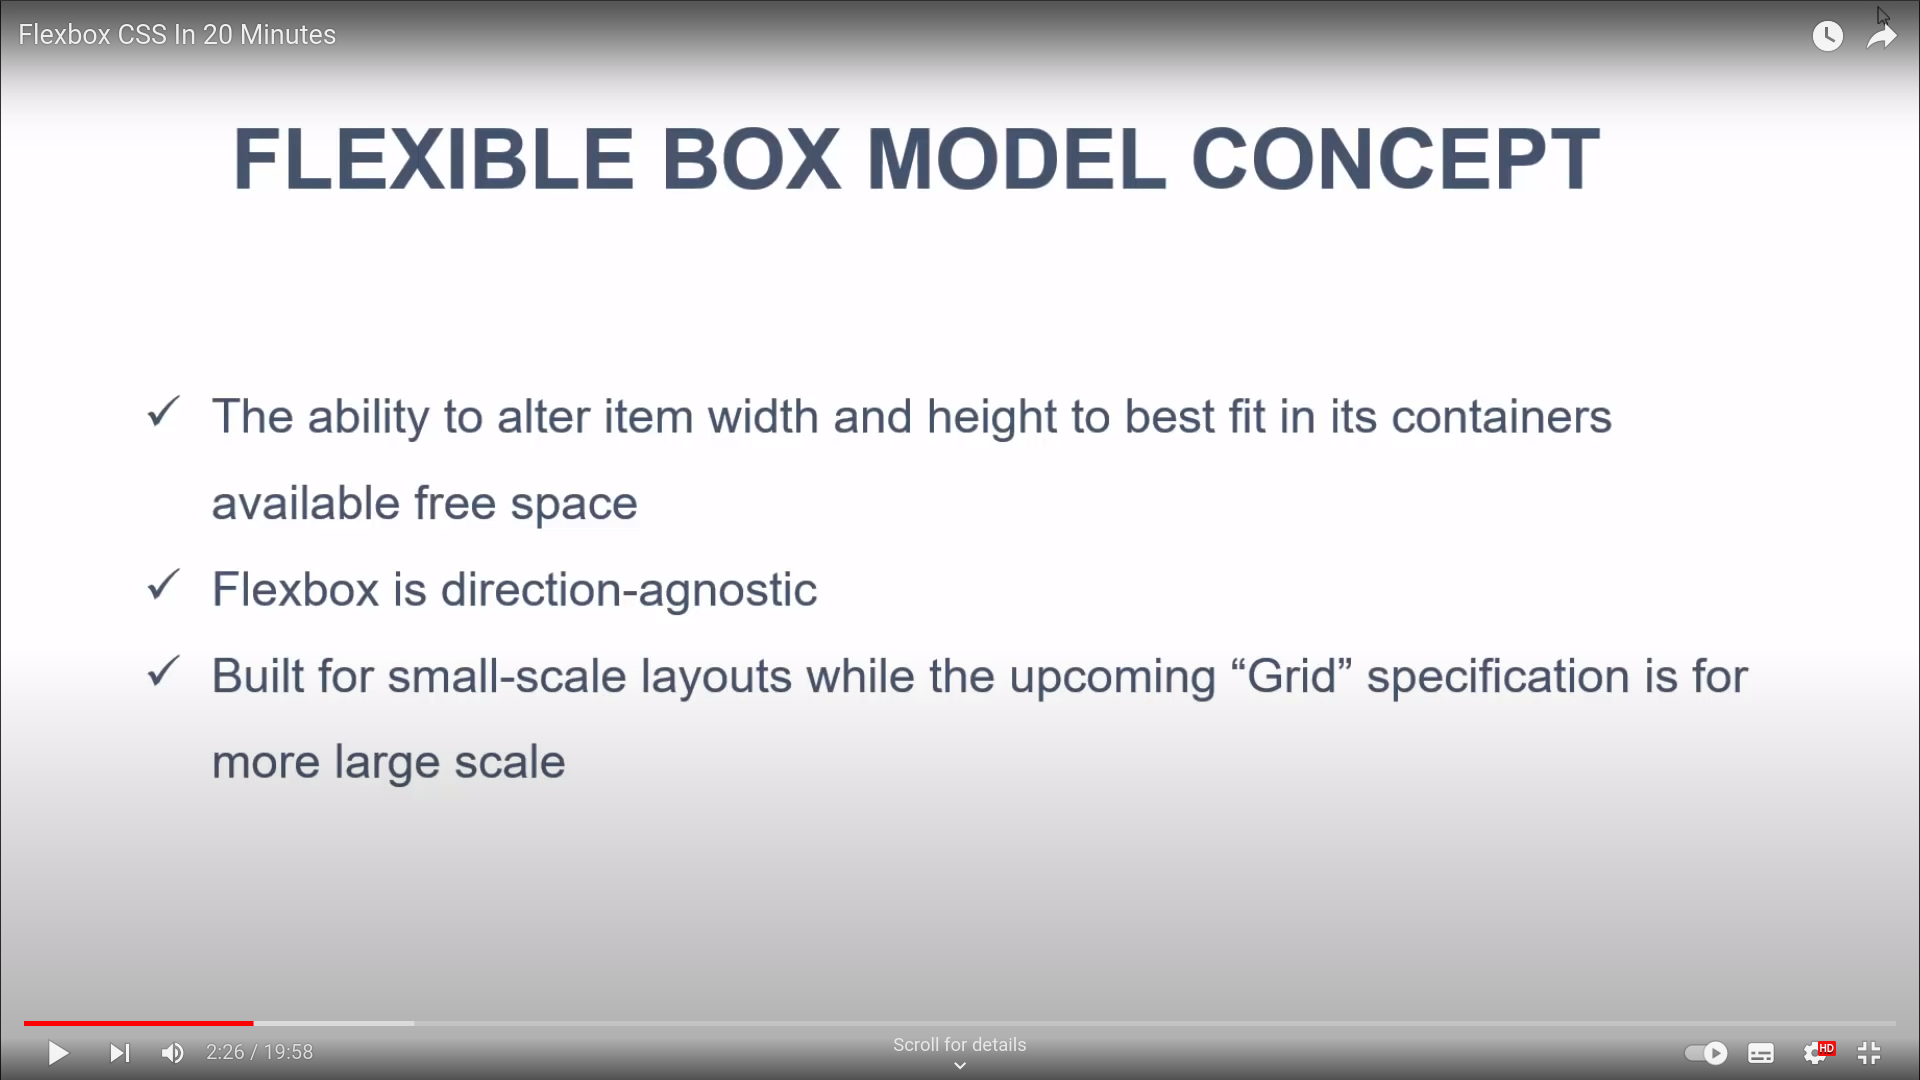 Flexbox CSS In 20 Minutes
FLEXIBLE BOX MODEL CONCEPT
✓ The ability to alter item width and height to best fit in its containers
available free space
✓ Flexbox is direction-agnostic
✓ Built for small-scale layouts while the upcoming “Grid” specification is for
more large scale
2:26 / 19:58
Scroll for details
HD